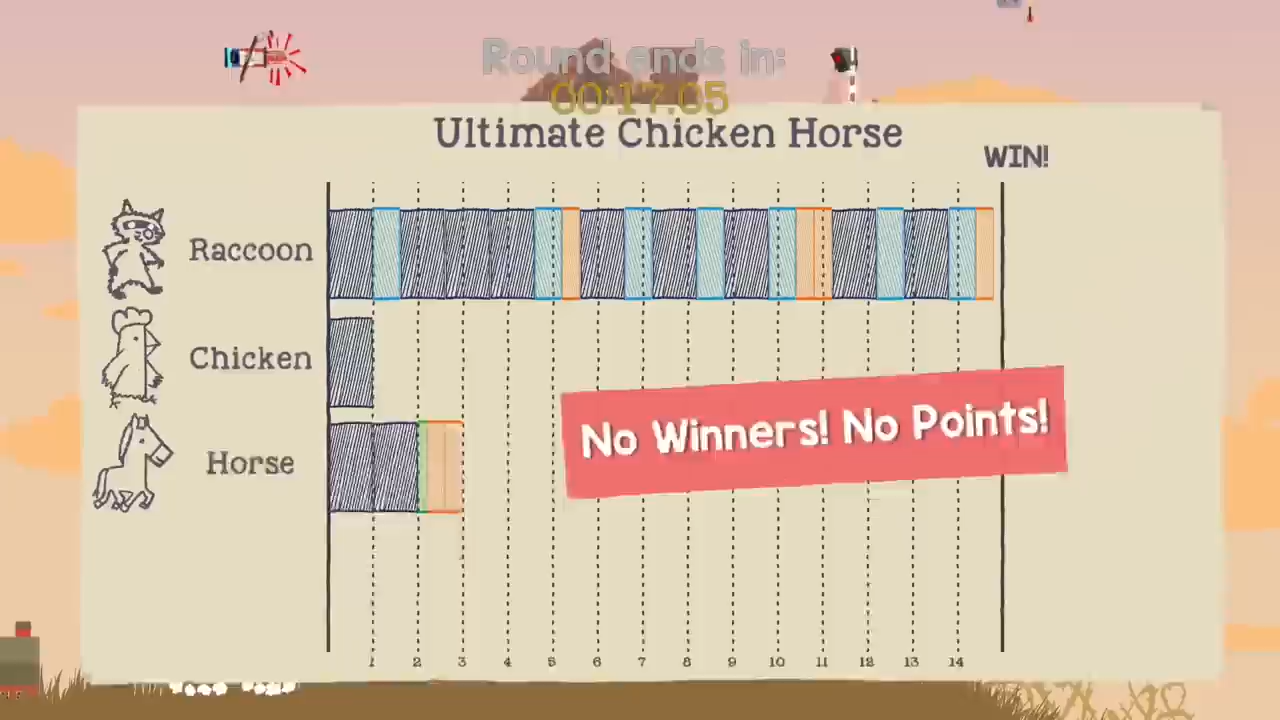 Round ends in:
00:17.05
Ultimate Chicken Horse
WIN!
Raccoon
Chicken
No Winners! No Points!
Horse
1 2 3 4 5 6 7 8 9 10 11 12 13 14